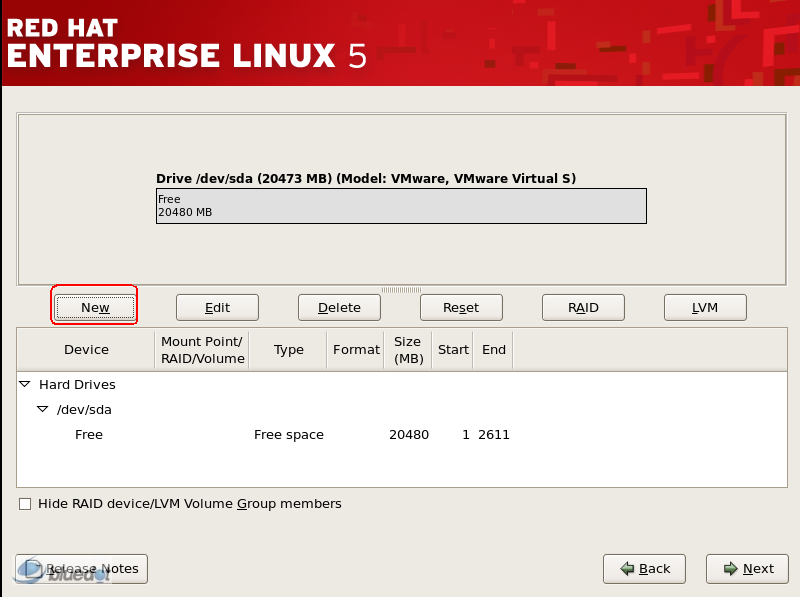 RED HAT
ENTERPRISE LINUX 5
Drive /dev/sda (20473 MB) (Model: VMware, VMware Virtual S)
Free
20480 MB
New Edit Delete Reset RAID LVM
Device Mount Point/ RAID/Volume Type Format Size (MB) Start End
Hard Drives
/dev/sda
Free Free space 20480 1 2611
Hide RAID device/LVM Volume Group members
Release Notes Back Next
bluedot